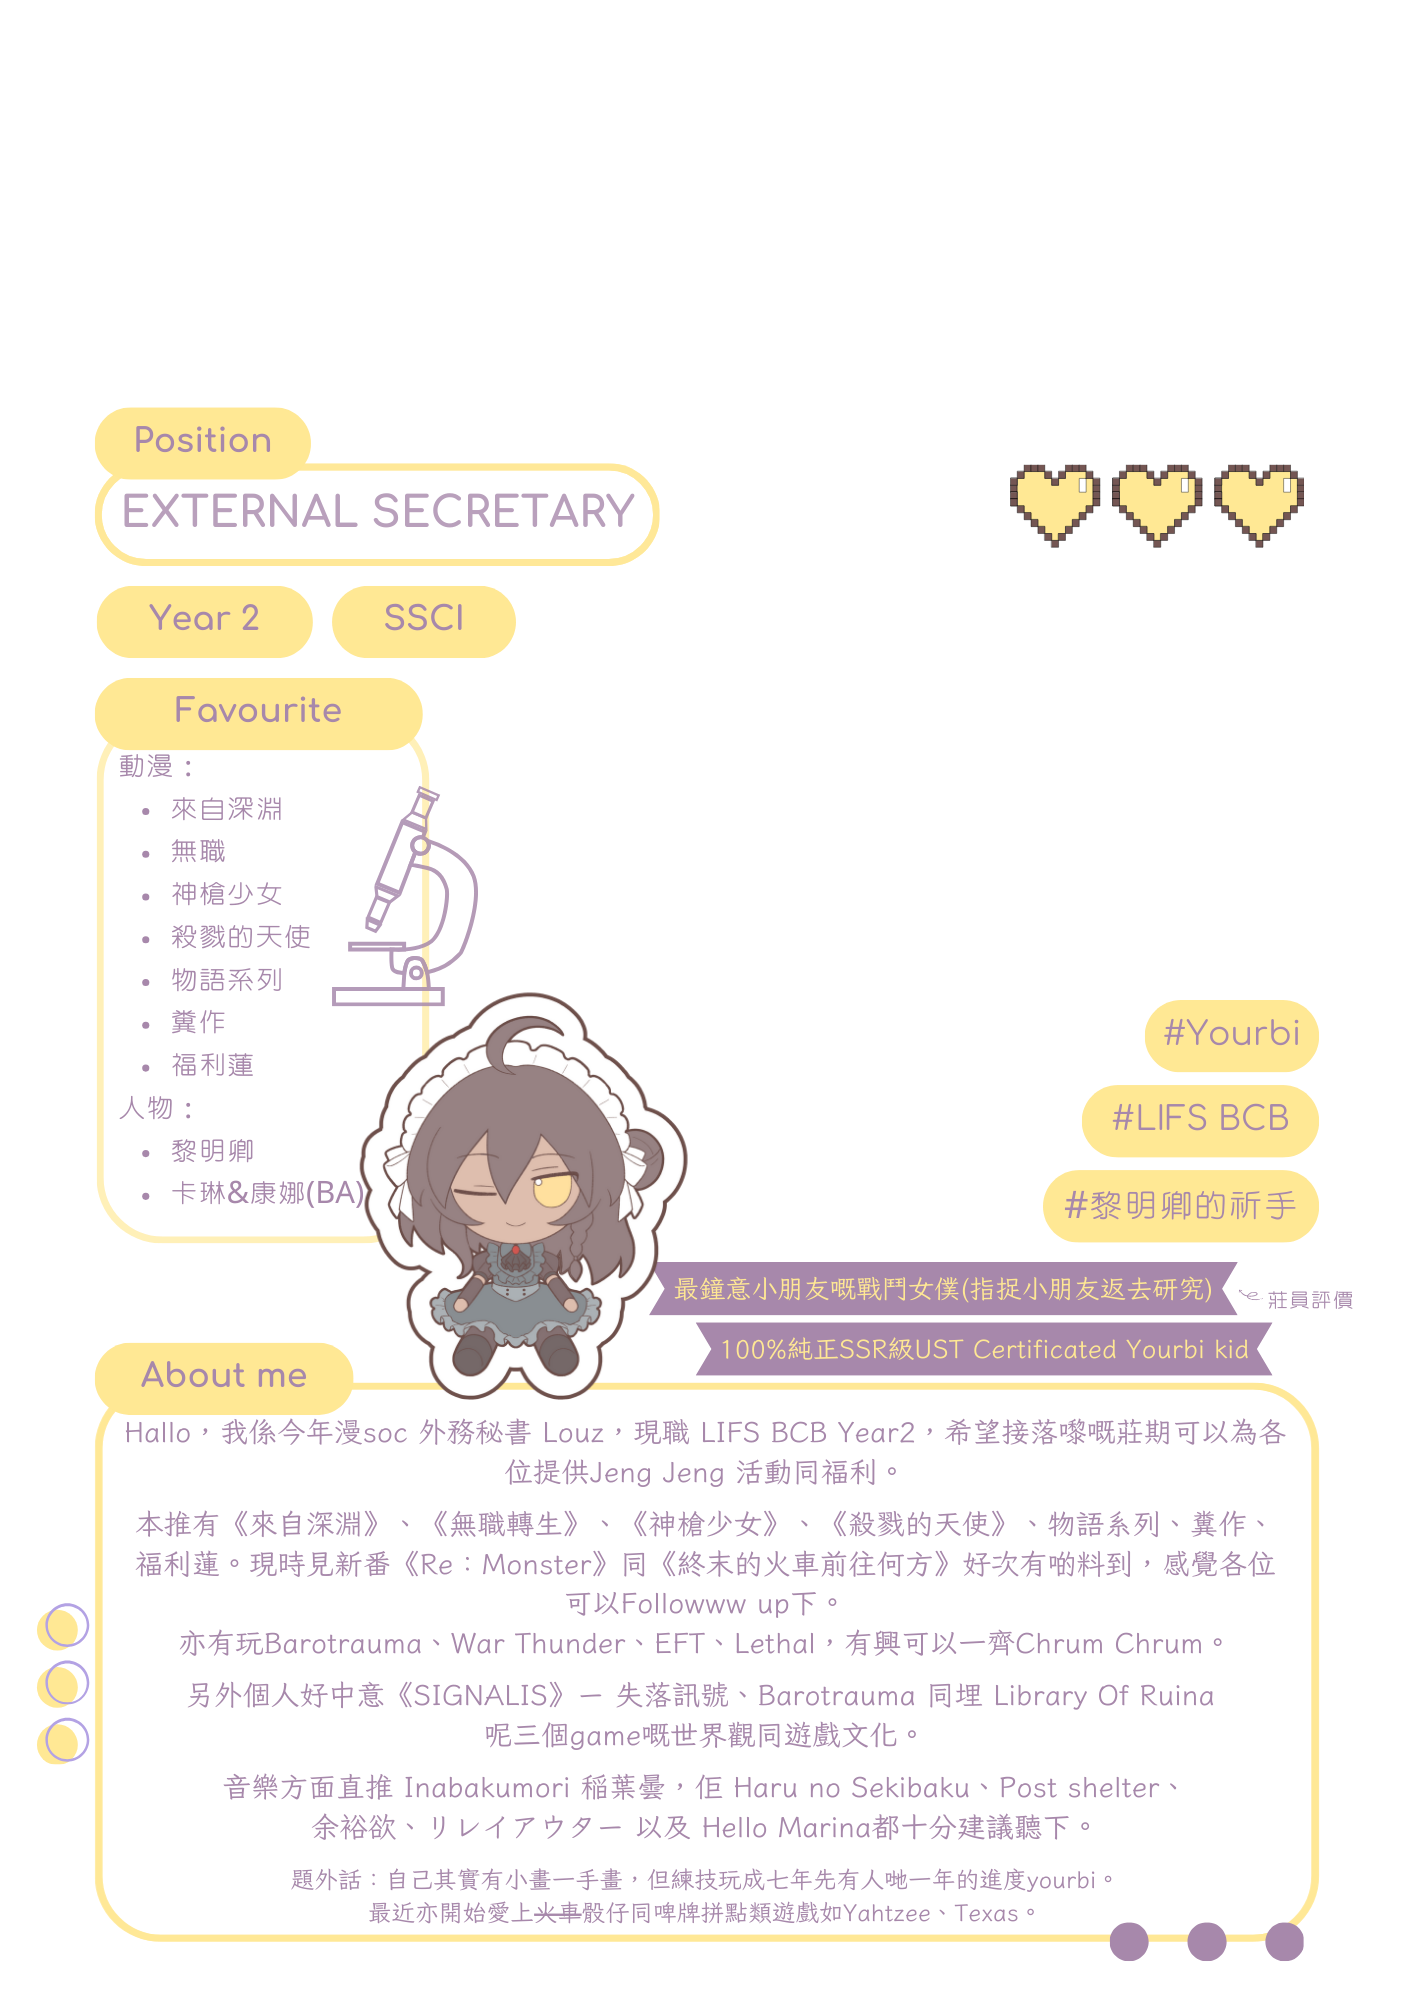 Position
EXTERNAL SECRETARY
Year 2
SSCI
Favourite
動漫：
• 來自深淵
• 無職
• 神槍少女
• 殺戮的天使
• 物語系列
• 糞作
• 福利蓮
人物：
• 黎明卿
• 卡琳&康娜(BA)
#Yourbi
#LIFS BCB
#黎明卿的祈手
最鐘意小朋友嘅戰鬥女僕(指捉小朋友返去研究)
莊員評價
100%純正SSR級UST Certificated Yourbi kid
About me
Hallo，我係今年漫soc 外務秘書 Louz，現職 LIFS BCB Year2，希望接落嚟嘅莊期可以為各
位提供Jeng Jeng 活動同福利。
本推有《來自深淵》、《無職轉生》、《神槍少女》、《殺戮的天使》、物語系列、糞作、
福利蓮。現時見新番《Re：Monster》同《終末的火車前往何方》好次有啲料到，感覺各位
可以Followww up下。
亦有玩Barotrauma、War Thunder、EFT、Lethal，有興可以一齊Chrum Chrum。
另外個人好中意《SIGNALIS》— 失落訊號、Barotrauma 同埋 Library Of Ruina
呢三個game嘅世界觀同遊戲文化。
音樂方面直推 Inabakumori 稲葉曇，佢 Haru no Sekibaku、Post shelter、
余裕欲、リレイアウター 以及 Hello Marina都十分建議聽下。
題外話：自己其實有小畫一手畫，但練技玩成七年先有人哋一年的進度yourbi。
最近亦開始愛上火車骰仔同啤牌拼點類遊戲如Yahtzee、Texas。